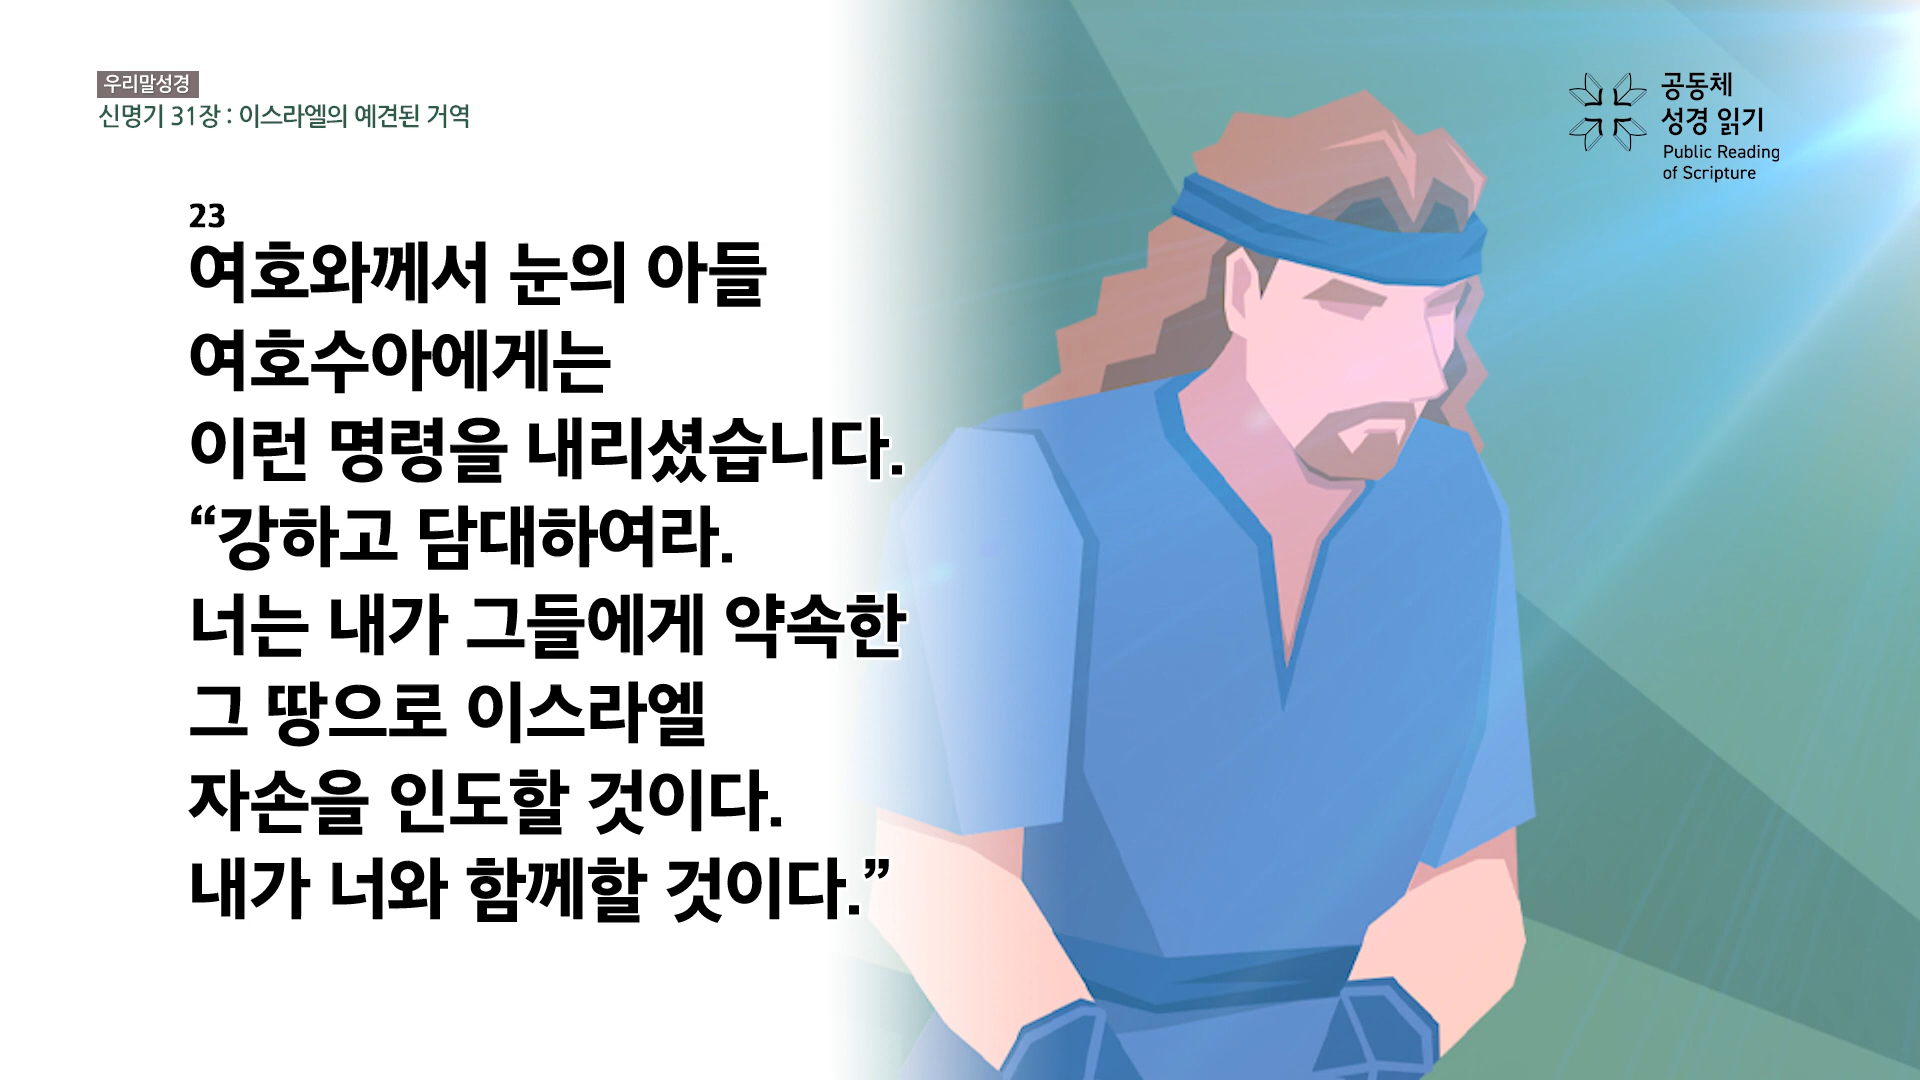 우리말성경
신명기 31장 : 이스라엘의 예견된 거역
공동체
성경 읽기
Public Reading
of Scripture
23
여호와께서 눈의 아들
여호수아에게는
이런 명령을 내리셨습니다.
“강하고 담대하여라.
너는 내가 그들에게 약속한
그 땅으로 이스라엘
자손을 인도할 것이다.
내가 너와 함께할 것이다.”